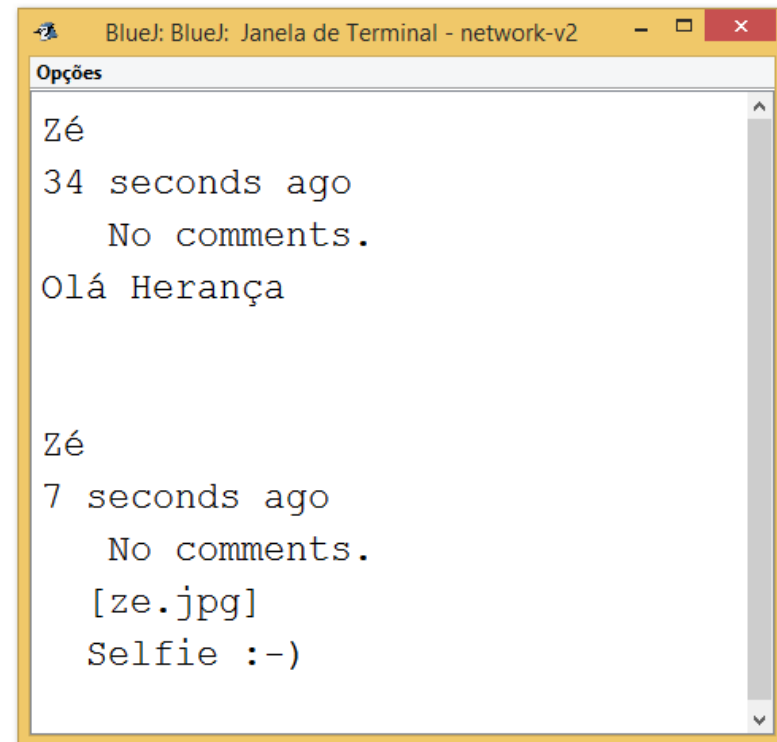 BlueJ: BlueJ: Janela de Terminal - network-v2
Opções
Zé
34 seconds ago
No comments.
Olá Herança
Zé
7 seconds ago
No comments.
[ze.jpg]
Selfie :-)